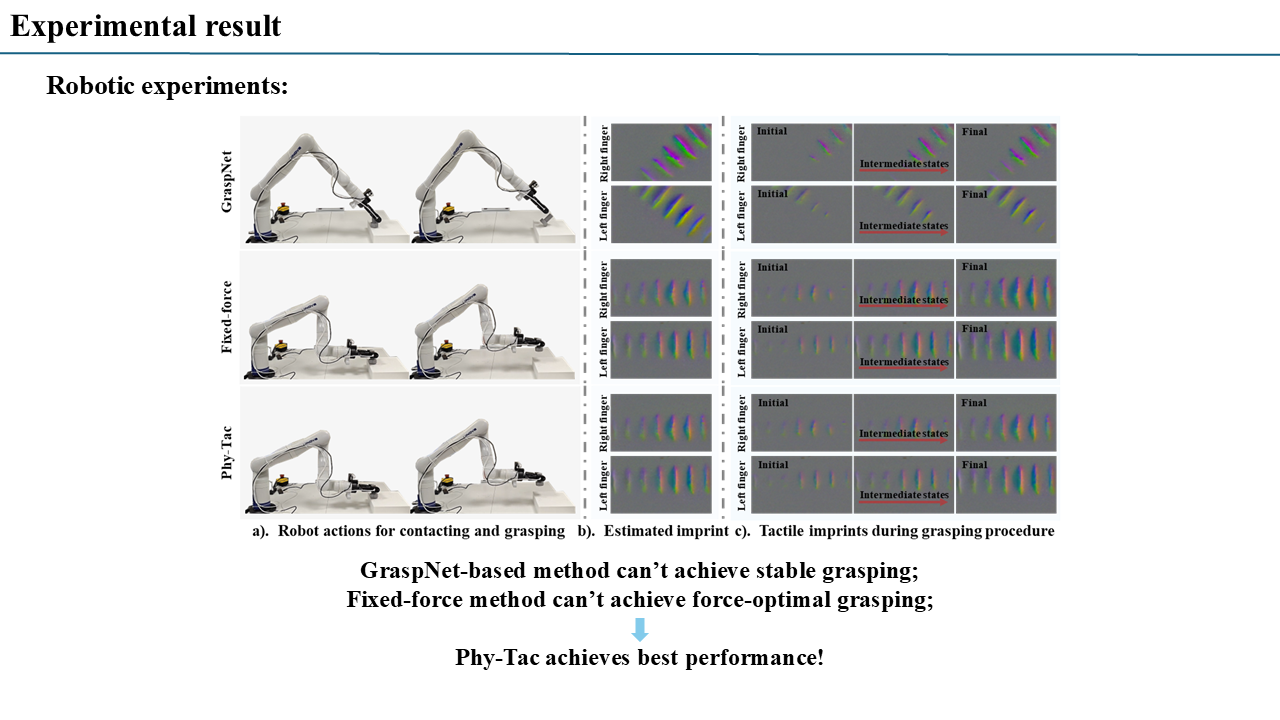 Experimental result
Robotic experiments:
GraspNet
Right finger
Left finger
Initial
Intermediate states
Final
Right finger
Initial
Intermediate states
Final
Left finger
Fixed-force
Right finger
Left finger
Initial
Intermediate states
Final
Right finger
Initial
Intermediate states
Final
Left finger
Phy-Tac
Right finger
Left finger
Initial
Intermediate states
Final
Right finger
Initial
Intermediate states
Final
Left finger
a). Robot actions for contacting and grasping
b). Estimated imprint
c). Tactile imprints during grasping procedure
GraspNet-based method can’t achieve stable grasping;
Fixed-force method can’t achieve force-optimal grasping;
Phy-Tac achieves best performance!